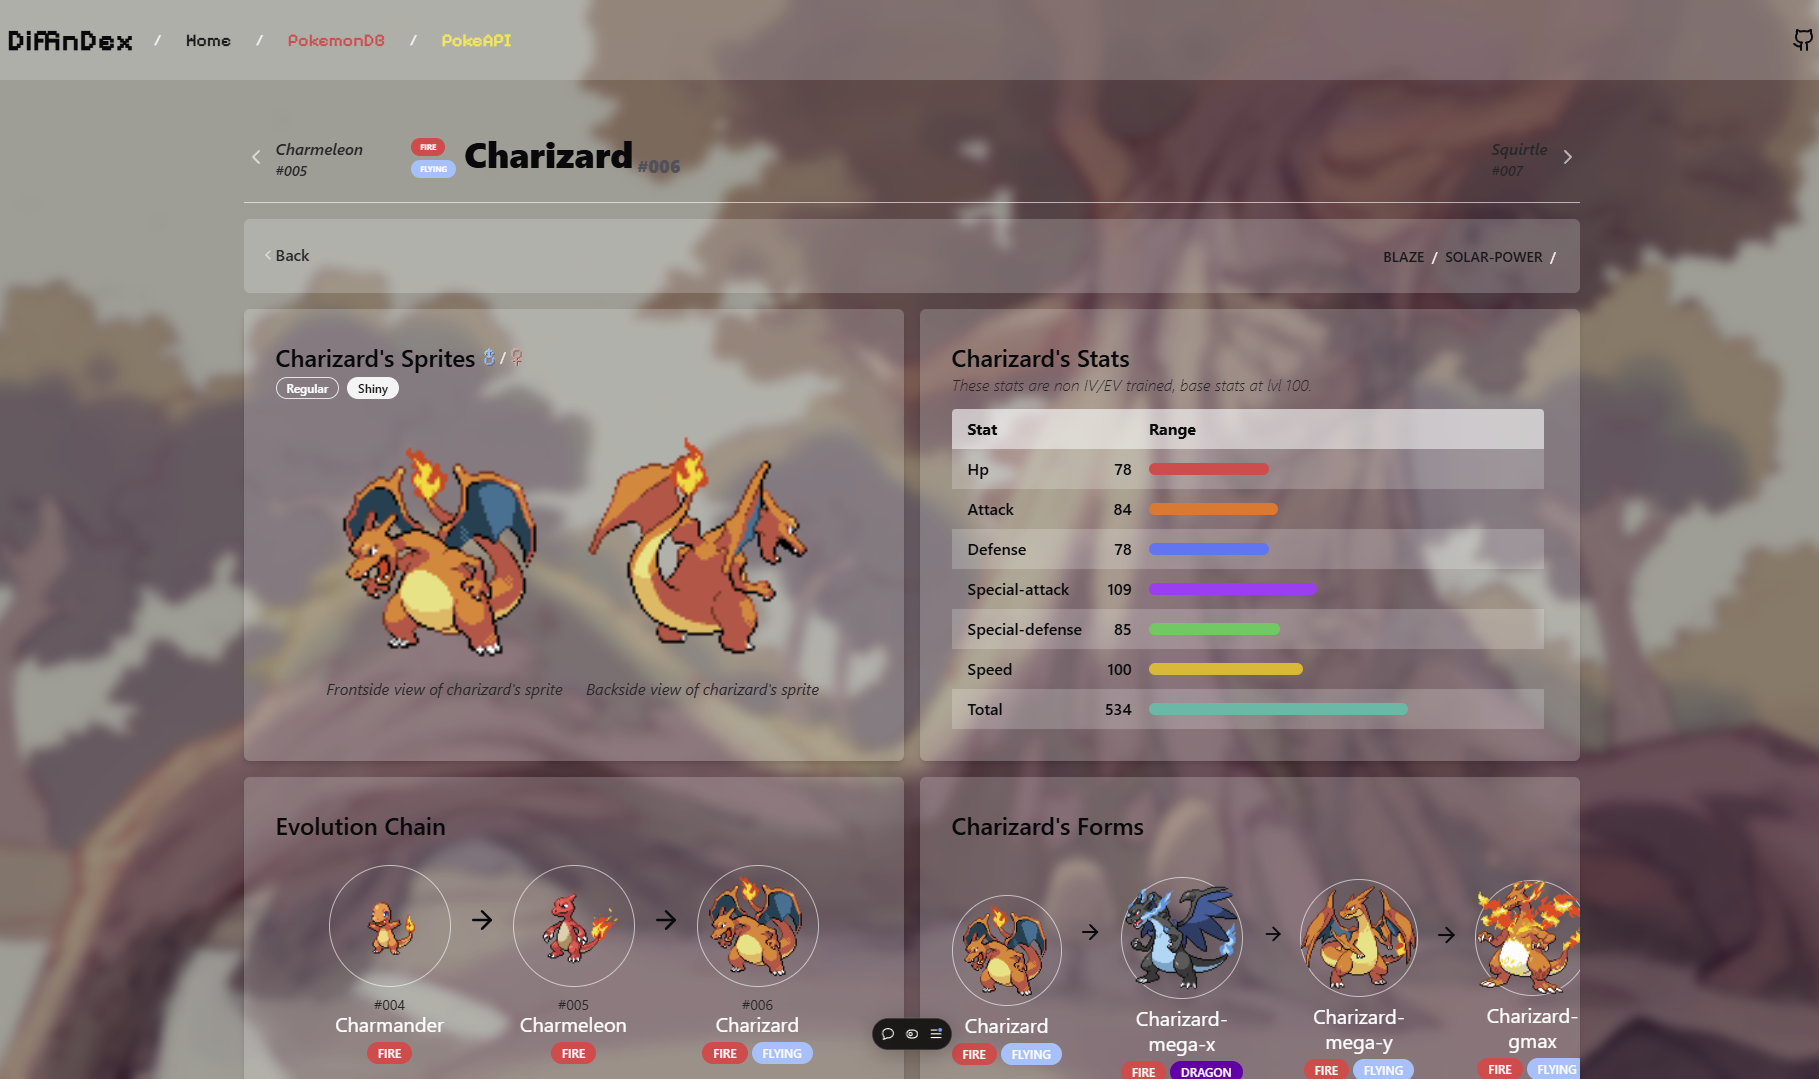 DiffinDex / Home / PokemonDB / PokeAPI
Charmeleon
#005
FIRE
FLYING
Charizard #006
Squirtle
#007
Back
BLAZE / SOLAR-POWER /
Charizard's Sprites /
Regular Shiny
Frontside view of charizard's sprite
Backside view of charizard's sprite
Charizard's Stats
These stats are non IV/EV trained, base stats at lvl 100.
Stat Range
Hp 78
Attack 84
Defense 78
Special-attack 109
Special-defense 85
Speed 100
Total 534
Evolution Chain
#004
Charmander
FIRE
#005
Charmeleon
FIRE
#006
Charizard
FIRE FLYING
Charizard's Forms
Charizard
FIRE FLYING
Charizard-
mega-x
FIRE DRAGON
Charizard-
mega-y
FIRE FLYING
Charizard-
gmax
FIRE FLYING